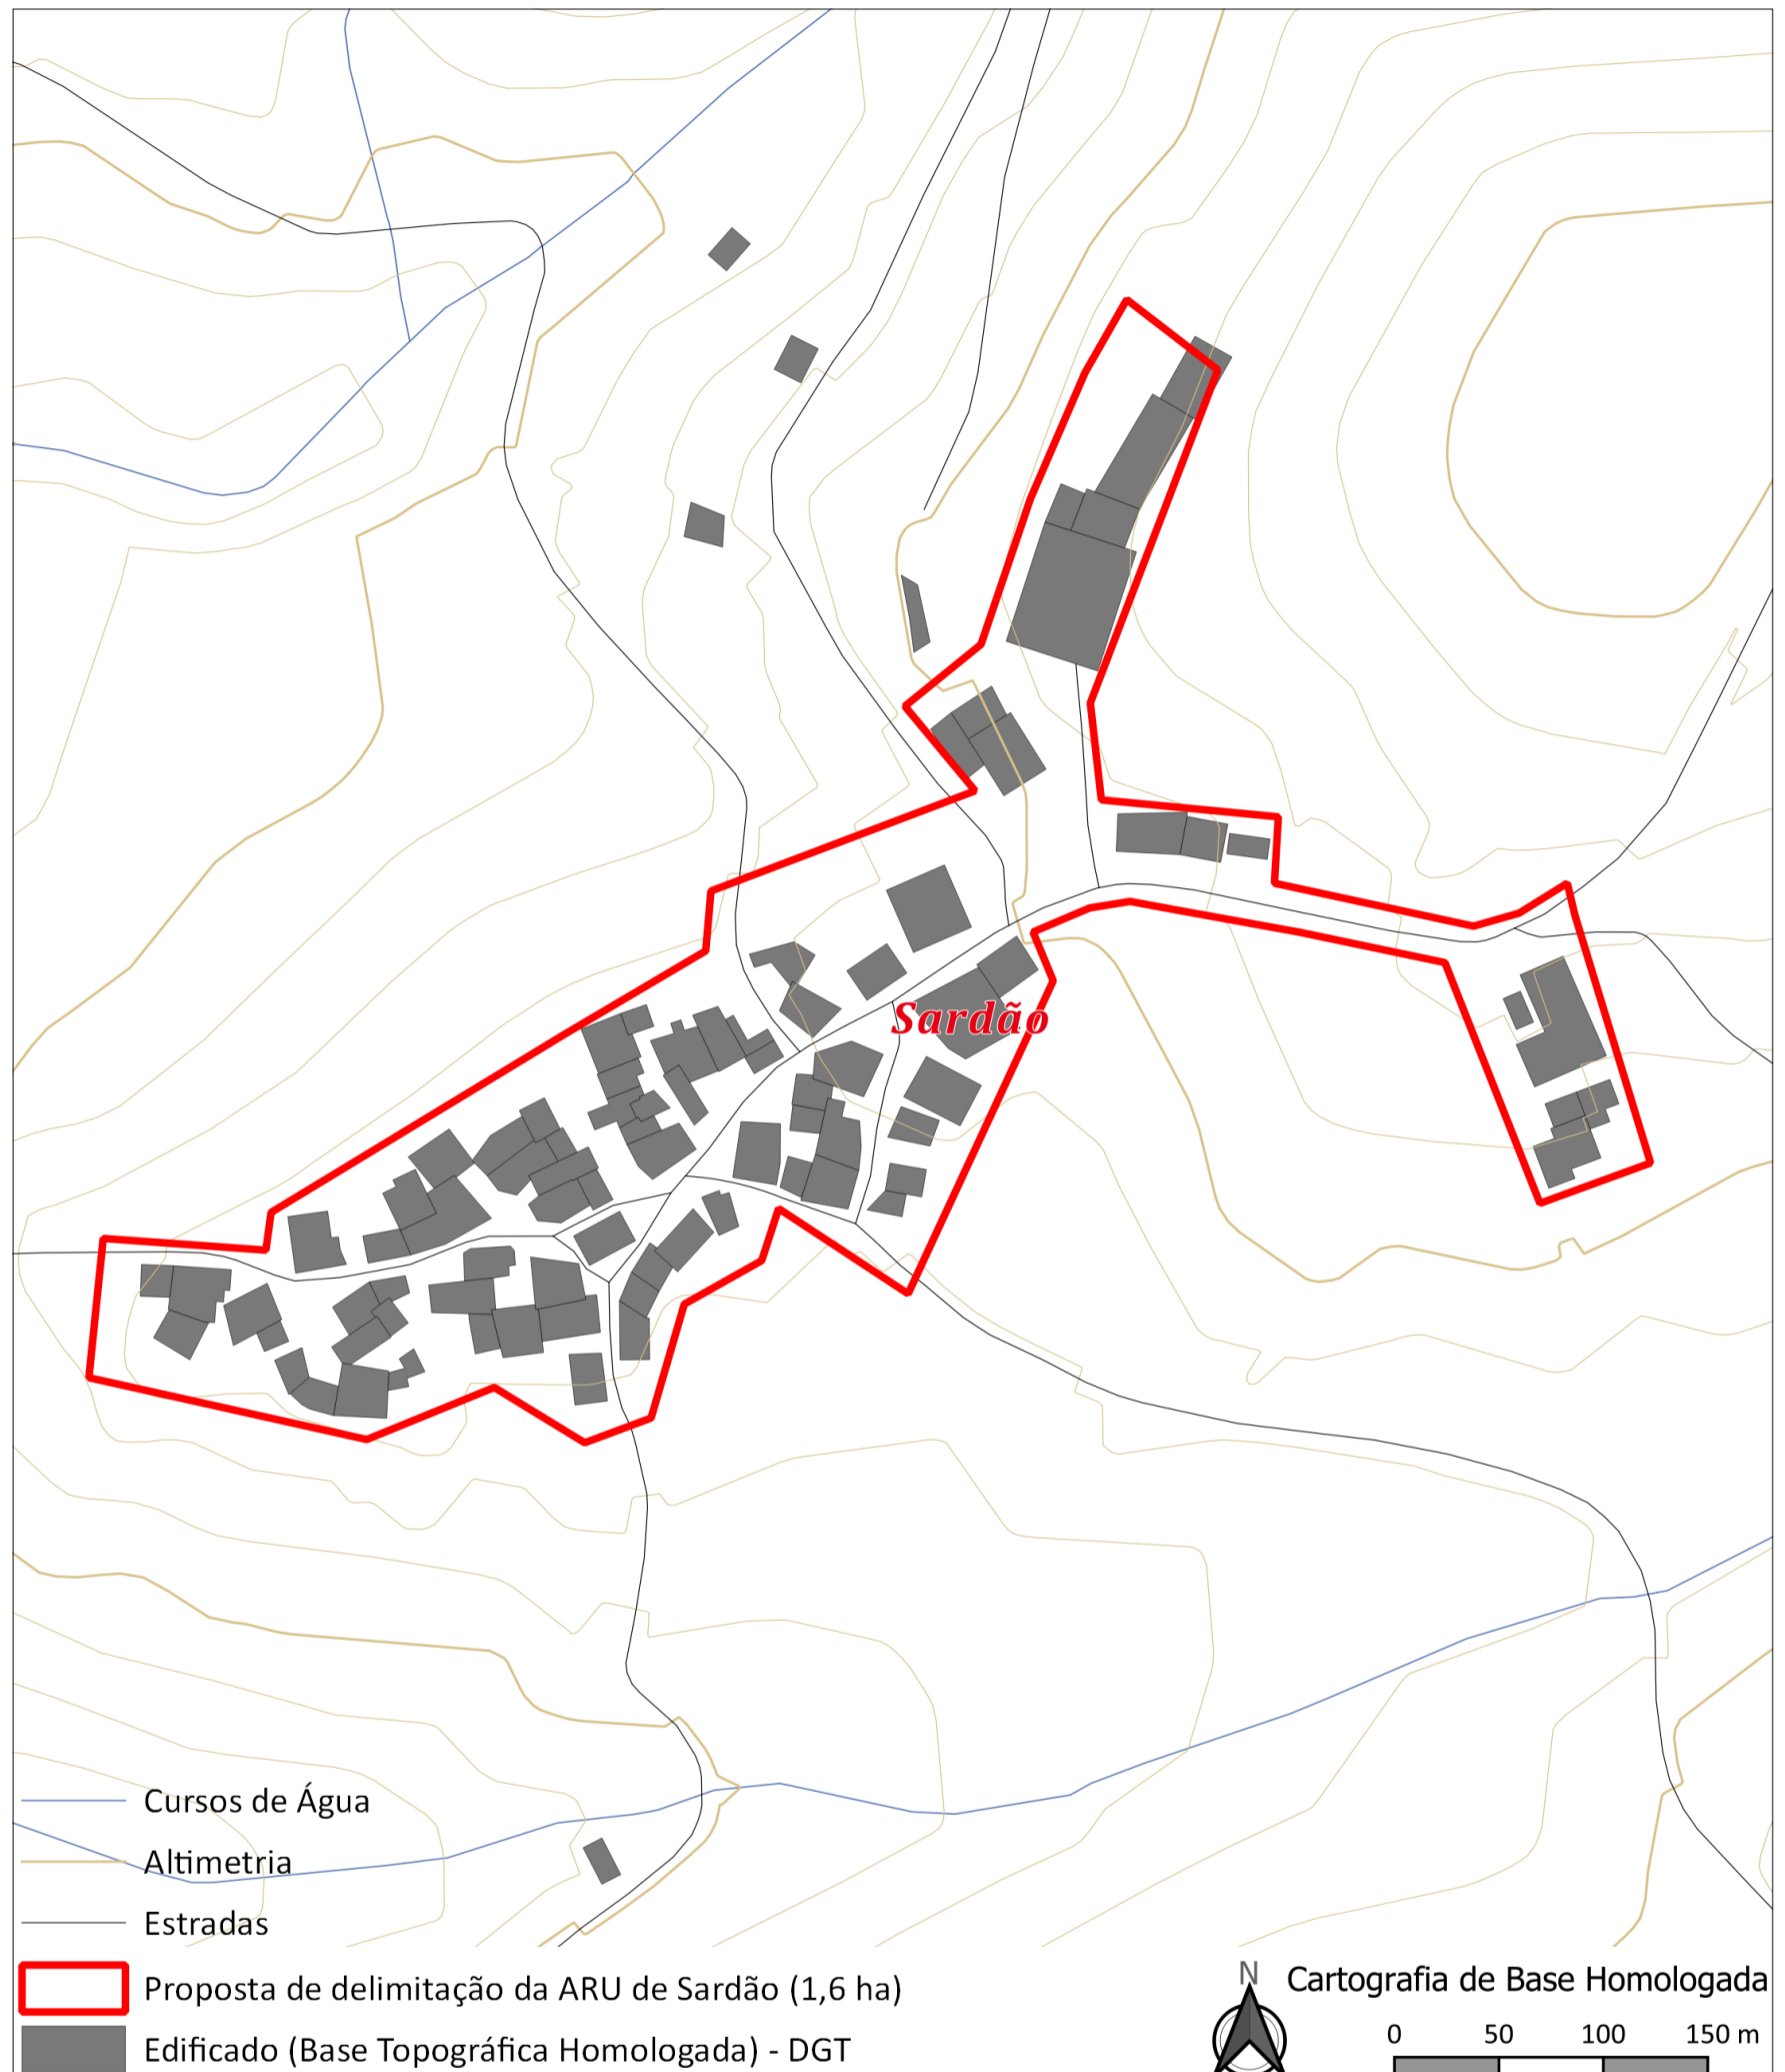 Sardão
Cursos de Água
Altimetria
Estradas
Proposta de delimitação da ARU de Sardão (1,6 ha)
Edificado (Base Topográfica Homologada) - DGT
N
Cartografia de Base Homologada
0 50 100 150 m